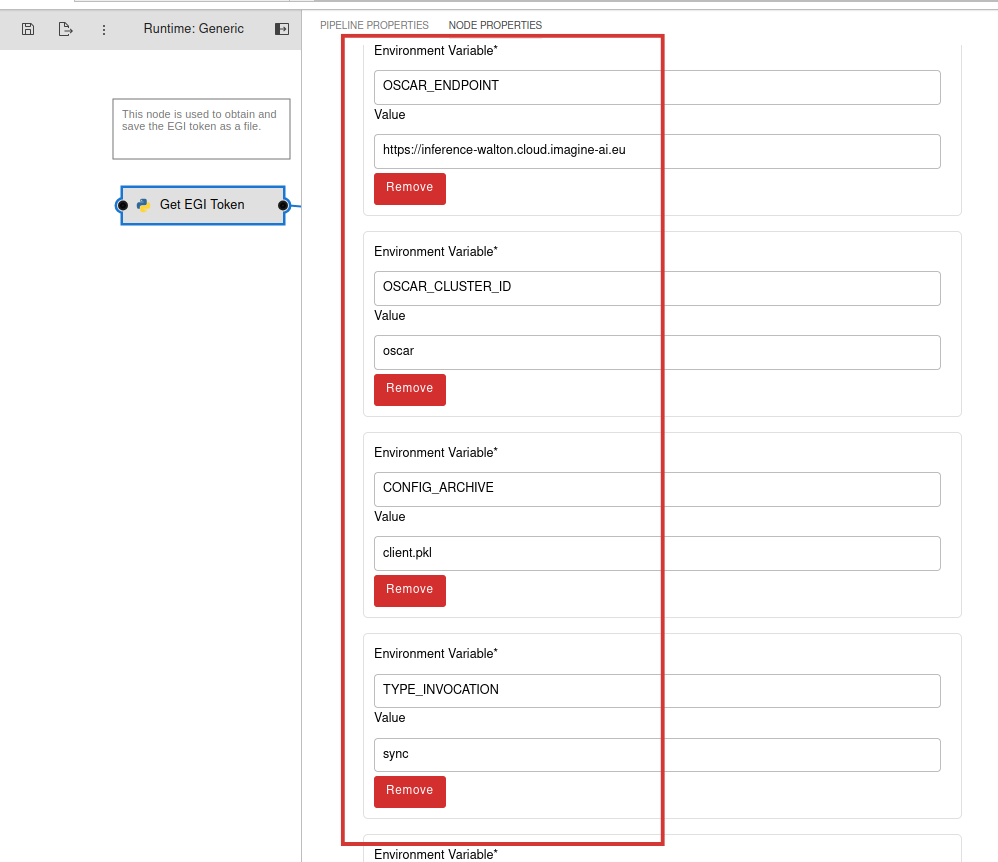 Runtime: Generic
PIPELINE PROPERTIES
NODE PROPERTIES
This node is used to obtain and
save the EGI token as a file.
Get EGI Token
Environment Variable*
OSCAR_ENDPOINT
Value
https://inference-walton.cloud.imagine-ai.eu
Remove
Environment Variable*
OSCAR_CLUSTER_ID
Value
oscar
Remove
Environment Variable*
CONFIG_ARCHIVE
Value
client.pkl
Remove
Environment Variable*
TYPE_INVOCATION
Value
sync
Remove
Environment Variable*